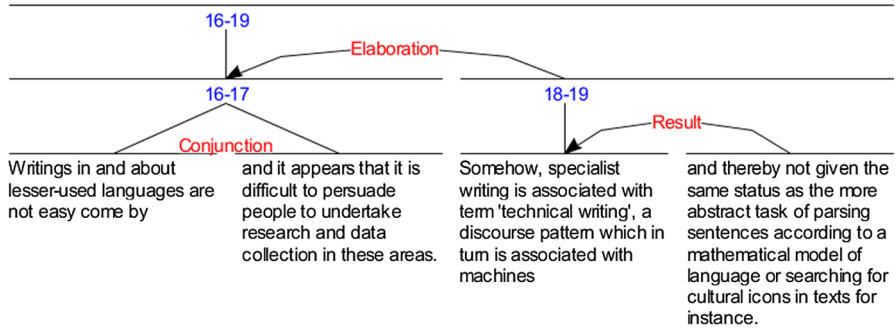 16-19
Elaboration
16-17
18-19
Conjunction
Result
Writings in and about
lesser-used languages are
not easy come by
and it appears that it is
difficult to persuade
people to undertake
research and data
collection in these areas.
Somehow, specialist
writing is associated with
term 'technical writing', a
discourse pattern which in
turn is associated with
machines
and thereby not given the
same status as the more
abstract task of parsing
sentences according to a
mathematical model of
language or searching for
cultural icons in texts for
instance.